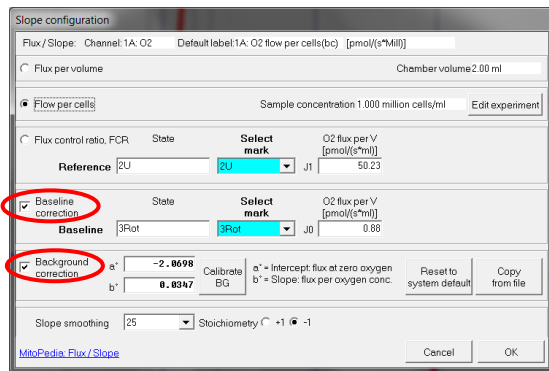 Slope configuration
Flux / Slope: Channel: 1A: O2 Default label:1A: O2 flow per cells(bc) [pmol/(s*Mill)]
Flux per volume Chamber volume 2.00 ml
Flow per cells Sample concentration 1.000 million cells/ml Edit experiment
Flux control ratio, FCR State Select mark O2 flux per V [pmol/(s*ml)]
Reference 2U 2U J1 50.23
Baseline correction State Select mark O2 flux per V [pmol/(s*ml)]
Baseline 3Rot 3Rot J0 0.88
Background correction a° -2.0698 Calibrate BG a° = Intercept: flux at zero oxygen Reset to system default Copy from file
b° 0.0347 b° = Slope: flux per oxygen conc.
Slope smoothing 25 Stoichiometry +1 -1
MitoPedia: Flux / Slope Cancel OK